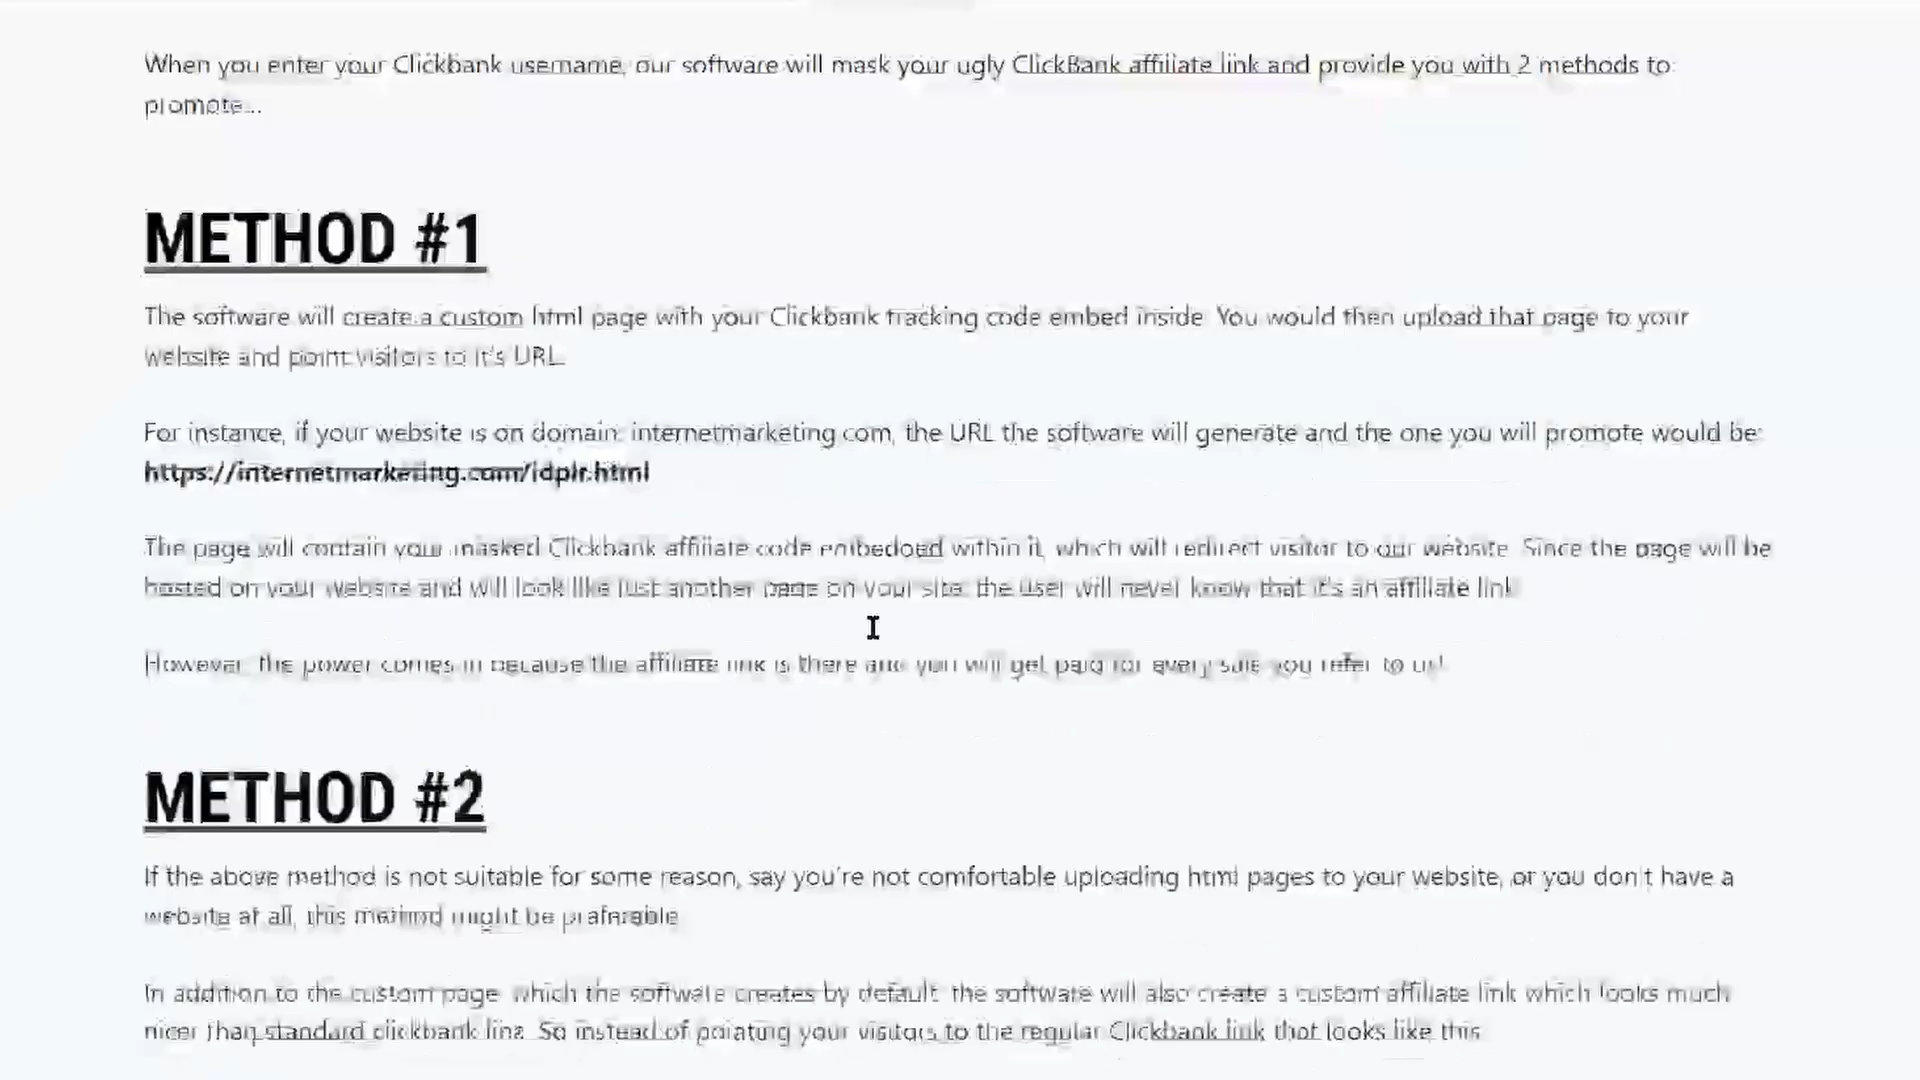 When you enter your Clickbank username, our software will mask your ugly ClickBank affiliate link and provide you with 2 methods to
promote...
METHOD #1
The software will create a custom html page with your Clickbank tracking code embed inside. You would then upload that page to your
website and point visitors to it's URL.
For instance, if your website is on domain: internetmarketing.com, the URL the software will generate and the one you will promote would be:
https://internetmarketing.com/idplr.html
The page will contain your masked Clickbank affiliate code embedded within it, which will redirect visitor to our website. Since the page will be
hosted on your website and will look like just another page on your site, the user will never know that it's an affiliate link.
However, the power comes in because the affiliate link is there and you will get paid for every sale you refer to us!
METHOD #2
If the above method is not suitable for some reason, say you're not comfortable uploading html pages to your website, or you don't have a
website at all, this method might be preferable.
In addition to the custom page, which the software creates by default, the software will also create a custom affiliate link which looks much
nicer than standard clickbank link. So instead of pointing your visitors to the regular Clickbank link that looks like this